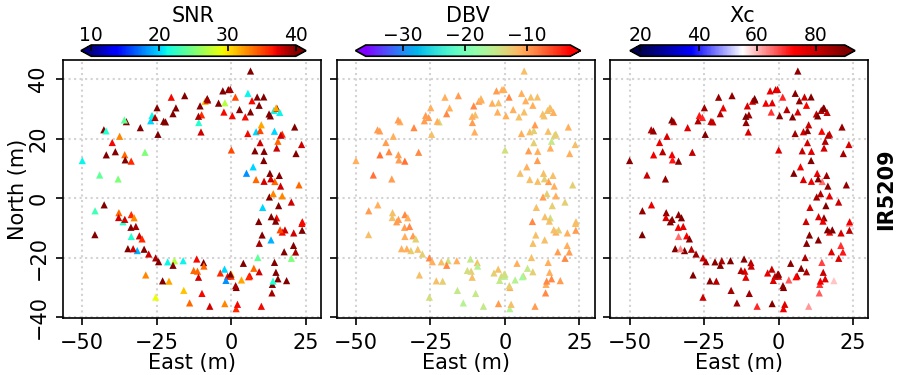 SNR DBV Xc
10 20 30 40 −30 −20 −10 20 40 60 80
North (m)
40
20
0
−20
−40
−50 −25 0 25 −50 −25 0 25 −50 −25 0 25
East (m) East (m) East (m)
IR5209